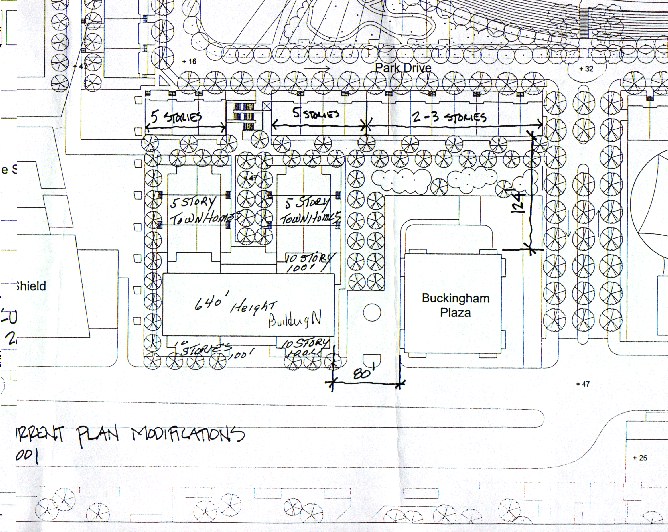 Park Drive
+16
+47
+32
5 STORIES
5 STORIES
2-3 STORIES
5 STORY
TOWNHOMES
5 STORY
TOWNHOMES
124'
10 STORY
100'
640' Height
Building N
Buckingham
Plaza
Shield
10 STORIES
100'
10 STORY
80'
+47
RRENT PLAN MODIFICATIONS
001
+26